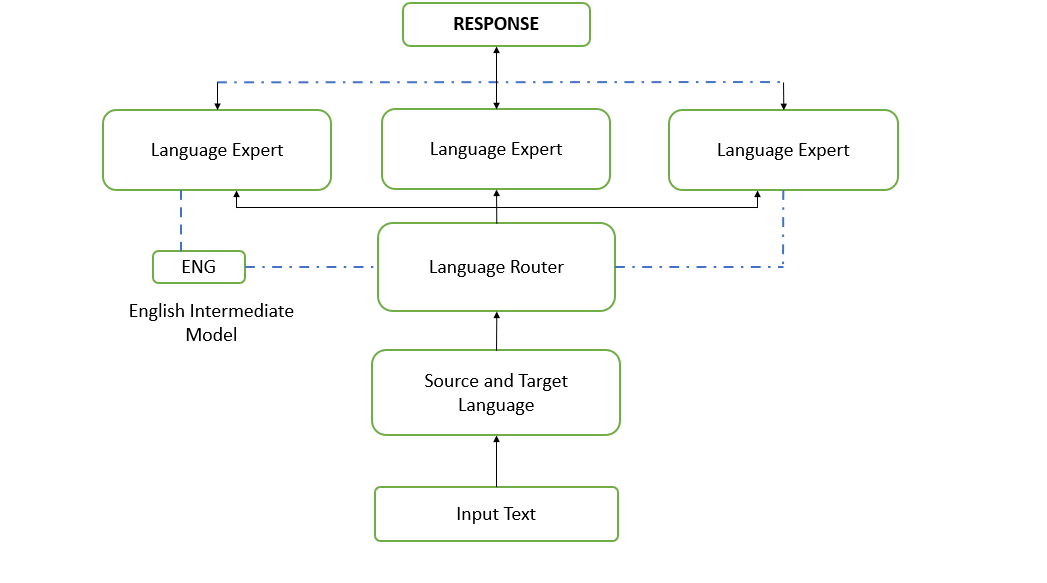 RESPONSE
Language Expert
Language Expert
Language Expert
ENG
Language Router
English Intermediate
Model
Source and Target
Language
Input Text